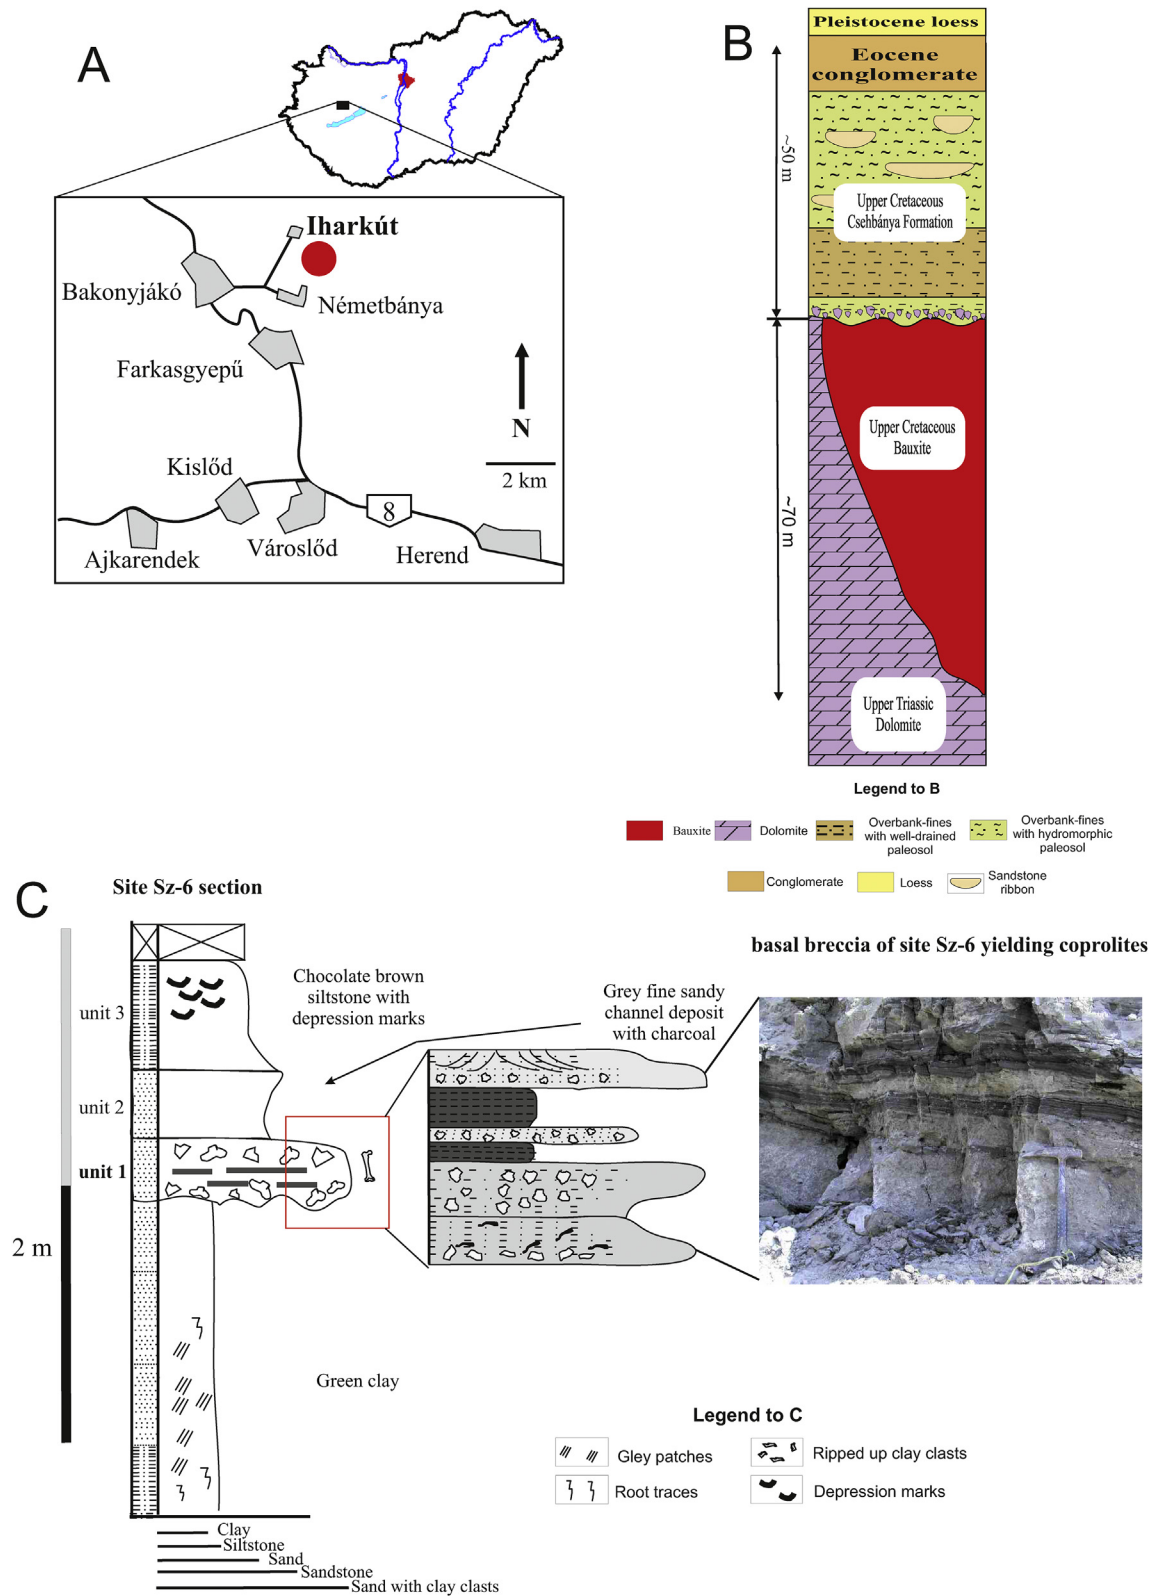 A
Iharkút
Bakonyjákó
Németbánya
Farkasgyepű
N
2 km
Kislőd
8
Városlőd
Herend
Ajkarendek
B
Pleistocene loess
Eocene
conglomerate
~50 m
Upper Cretaceous
Csehbánya Formation
Upper Cretaceous
Bauxite
~70 m
Upper Triassic
Dolomite
Legend to B
Bauxite
Dolomite
Overbank-fines
with well-drained
paleosol
Overbank-fines
with hydromorphic
paleosol
Conglomerate
Loess
Sandstone
ribbon
C
Site Sz-6 section
unit 3
unit 2
unit 1
2 m
Chocolate brown
siltstone with
depression marks
Grey fine sandy
channel deposit
with charcoal
basal breccia of site Sz-6 yielding coprolites
Green clay
Legend to C
Gley patches
Ripped up clay clasts
Root traces
Depression marks
Clay
Siltstone
Sand
Sandstone
Sand with clay clasts